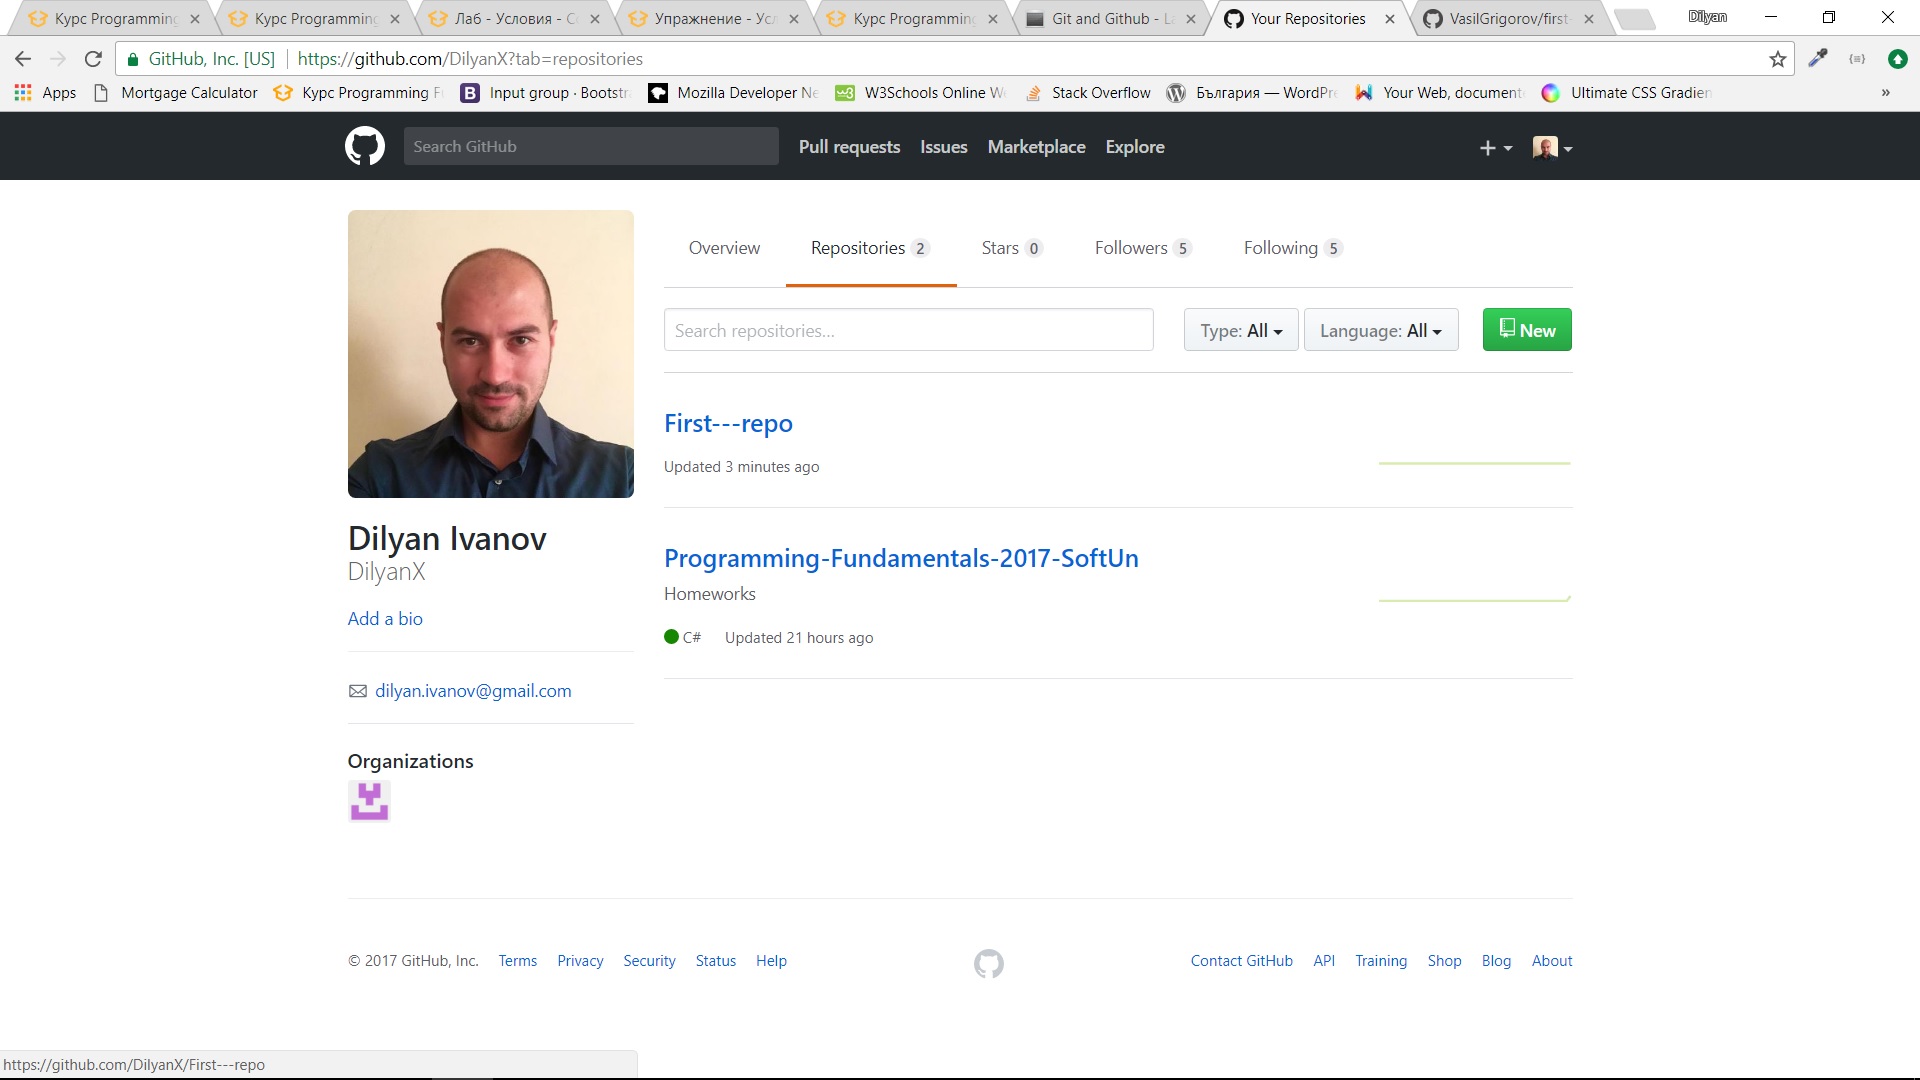 Курс Programming
Курс Programming
Лаб - Условия - С
Упражнение - Усл
Курс Programming
Git and Github - La
Your Repositories
VasilGrigorov/first-
Dilyan
GitHub, Inc. [US]
https://github.com/DilyanX?tab=repositories
Apps
Mortgage Calculator
Курс Programming F
Input group · Bootstra
Mozilla Developer Ne
W3Schools Online W
Stack Overflow
България — WordPre
Your Web, document
Ultimate CSS Gradien
»
Search GitHub
Pull requests
Issues
Marketplace
Explore
Overview
Repositories 2
Stars 0
Followers 5
Following 5
Search repositories...
Type: All
Language: All
New
First---repo
Updated 3 minutes ago
Programming-Fundamentals-2017-SoftUn
Homeworks
C# Updated 21 hours ago
Dilyan Ivanov
DilyanX
Add a bio
dilyan.ivanov@gmail.com
Organizations
© 2017 GitHub, Inc. Terms Privacy Security Status Help
Contact GitHub API Training Shop Blog About
https://github.com/DilyanX/First---repo